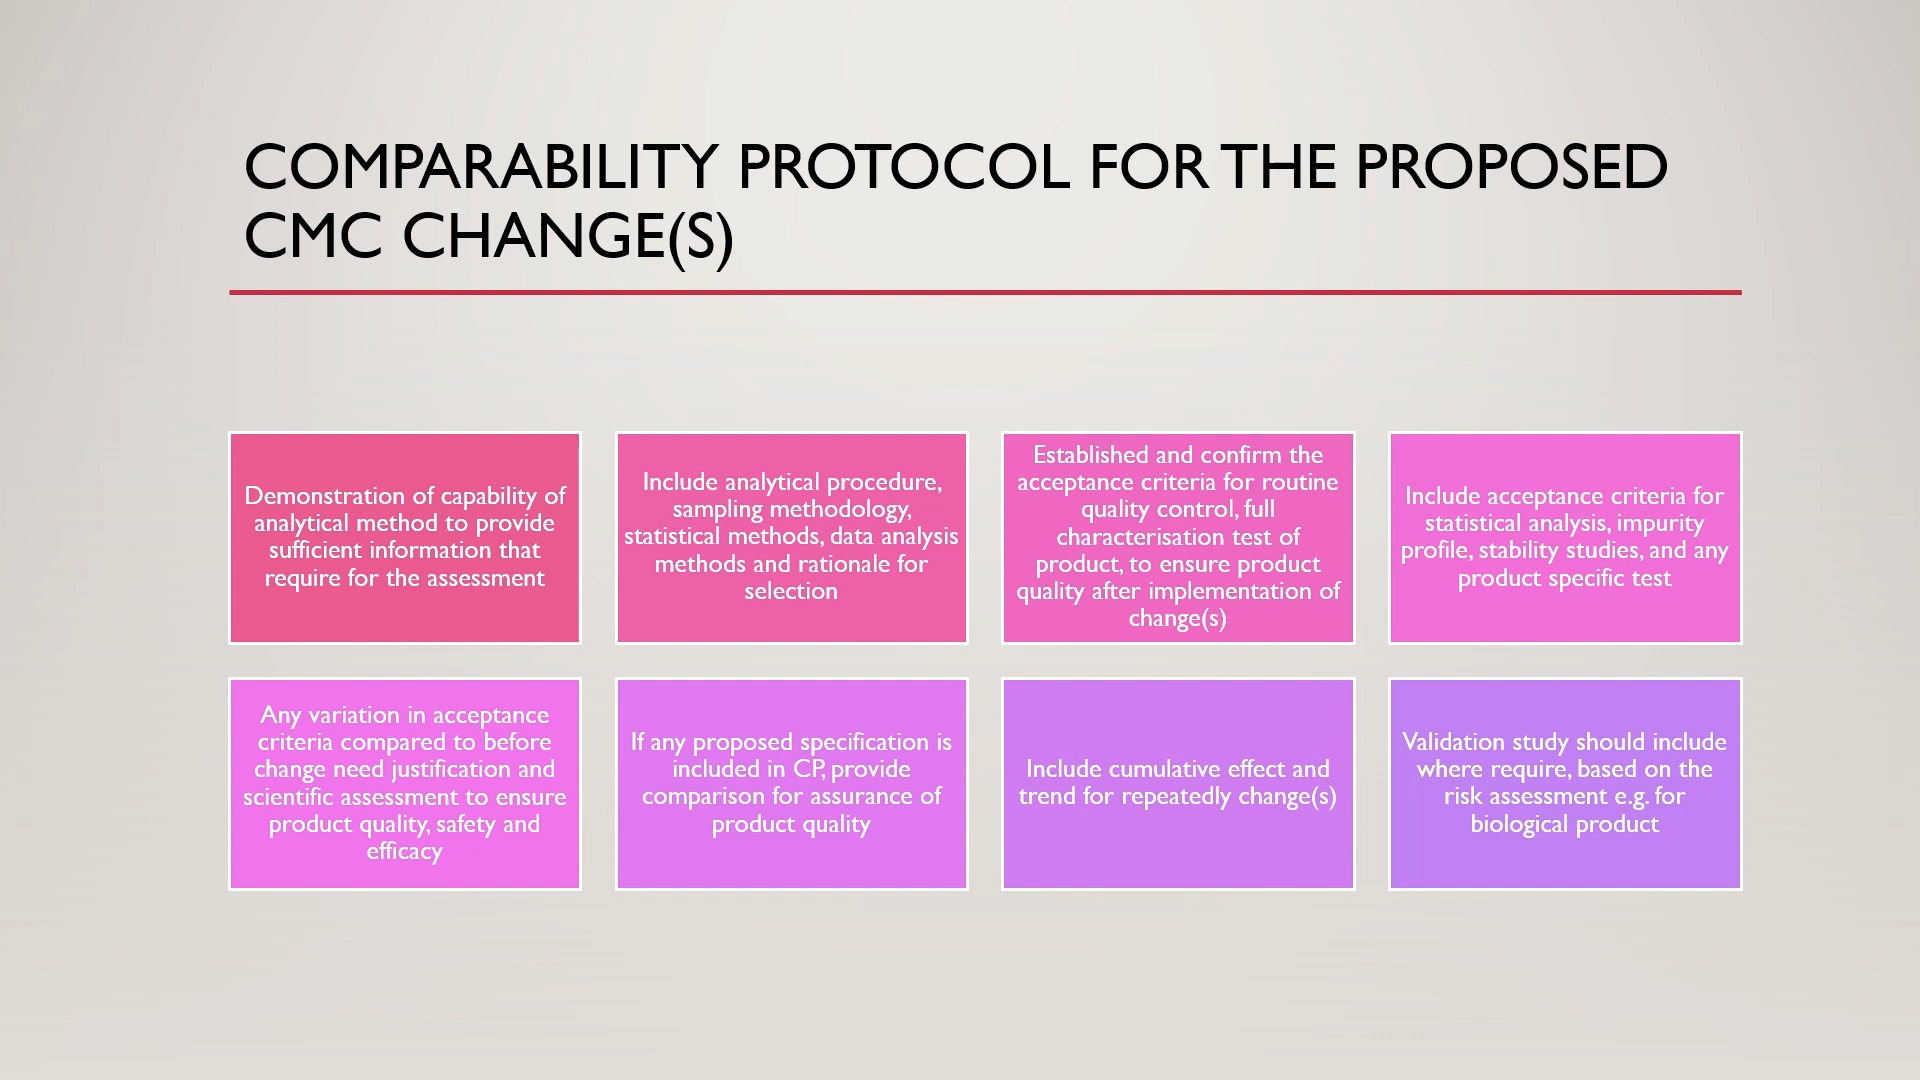 COMPARABILITY PROTOCOL FOR THE PROPOSED
CMC CHANGE(S)
Demonstration of capability of
analytical method to provide
sufficient information that
require for the assessment
Include analytical procedure,
sampling methodology,
statistical methods, data analysis
methods and rationale for
selection
Established and confirm the
acceptance criteria for routine
quality control, full
characterisation test of
product, to ensure product
quality after implementation of
change(s)
Include acceptance criteria for
statistical analysis, impurity
profile, stability studies, and any
product specific test
Any variation in acceptance
criteria compared to before
change need justification and
scientific assessment to ensure
product quality, safety and
efficacy
If any proposed specification is
included in CP, provide
comparison for assurance of
product quality
Include cumulative effect and
trend for repeatedly change(s)
Validation study should include
where require, based on the
risk assessment e.g. for
biological product